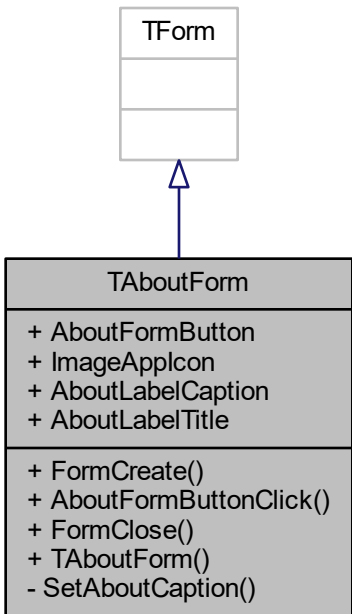 TForm
TAboutForm
+ AboutFormButton
+ ImageAppIcon
+ AboutLabelCaption
+ AboutLabelTitle
+ FormCreate()
+ AboutFormButtonClick()
+ FormClose()
+ TAboutForm()
- SetAboutCaption()